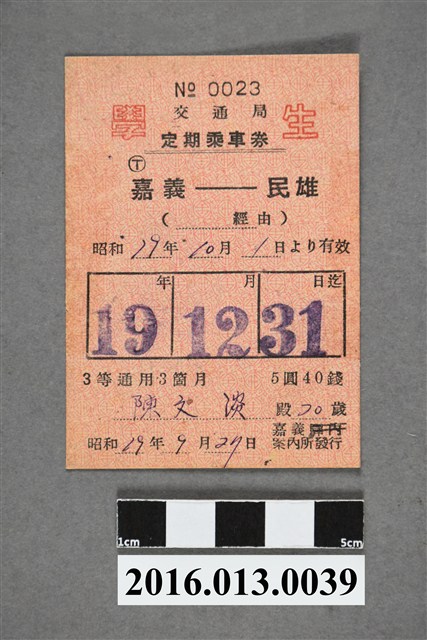 № 0023
學 交通局 生
定期乘車券
Ⓣ
嘉義――民雄
( 經由)
昭和19年10月1日より有效
年 月 日迄
19 12 31
3等通用3箇月 5圓40錢
陳文 殿20歲
嘉義
昭和19年9月29日 案內所發行
1cm 5cm
2016.013.0039